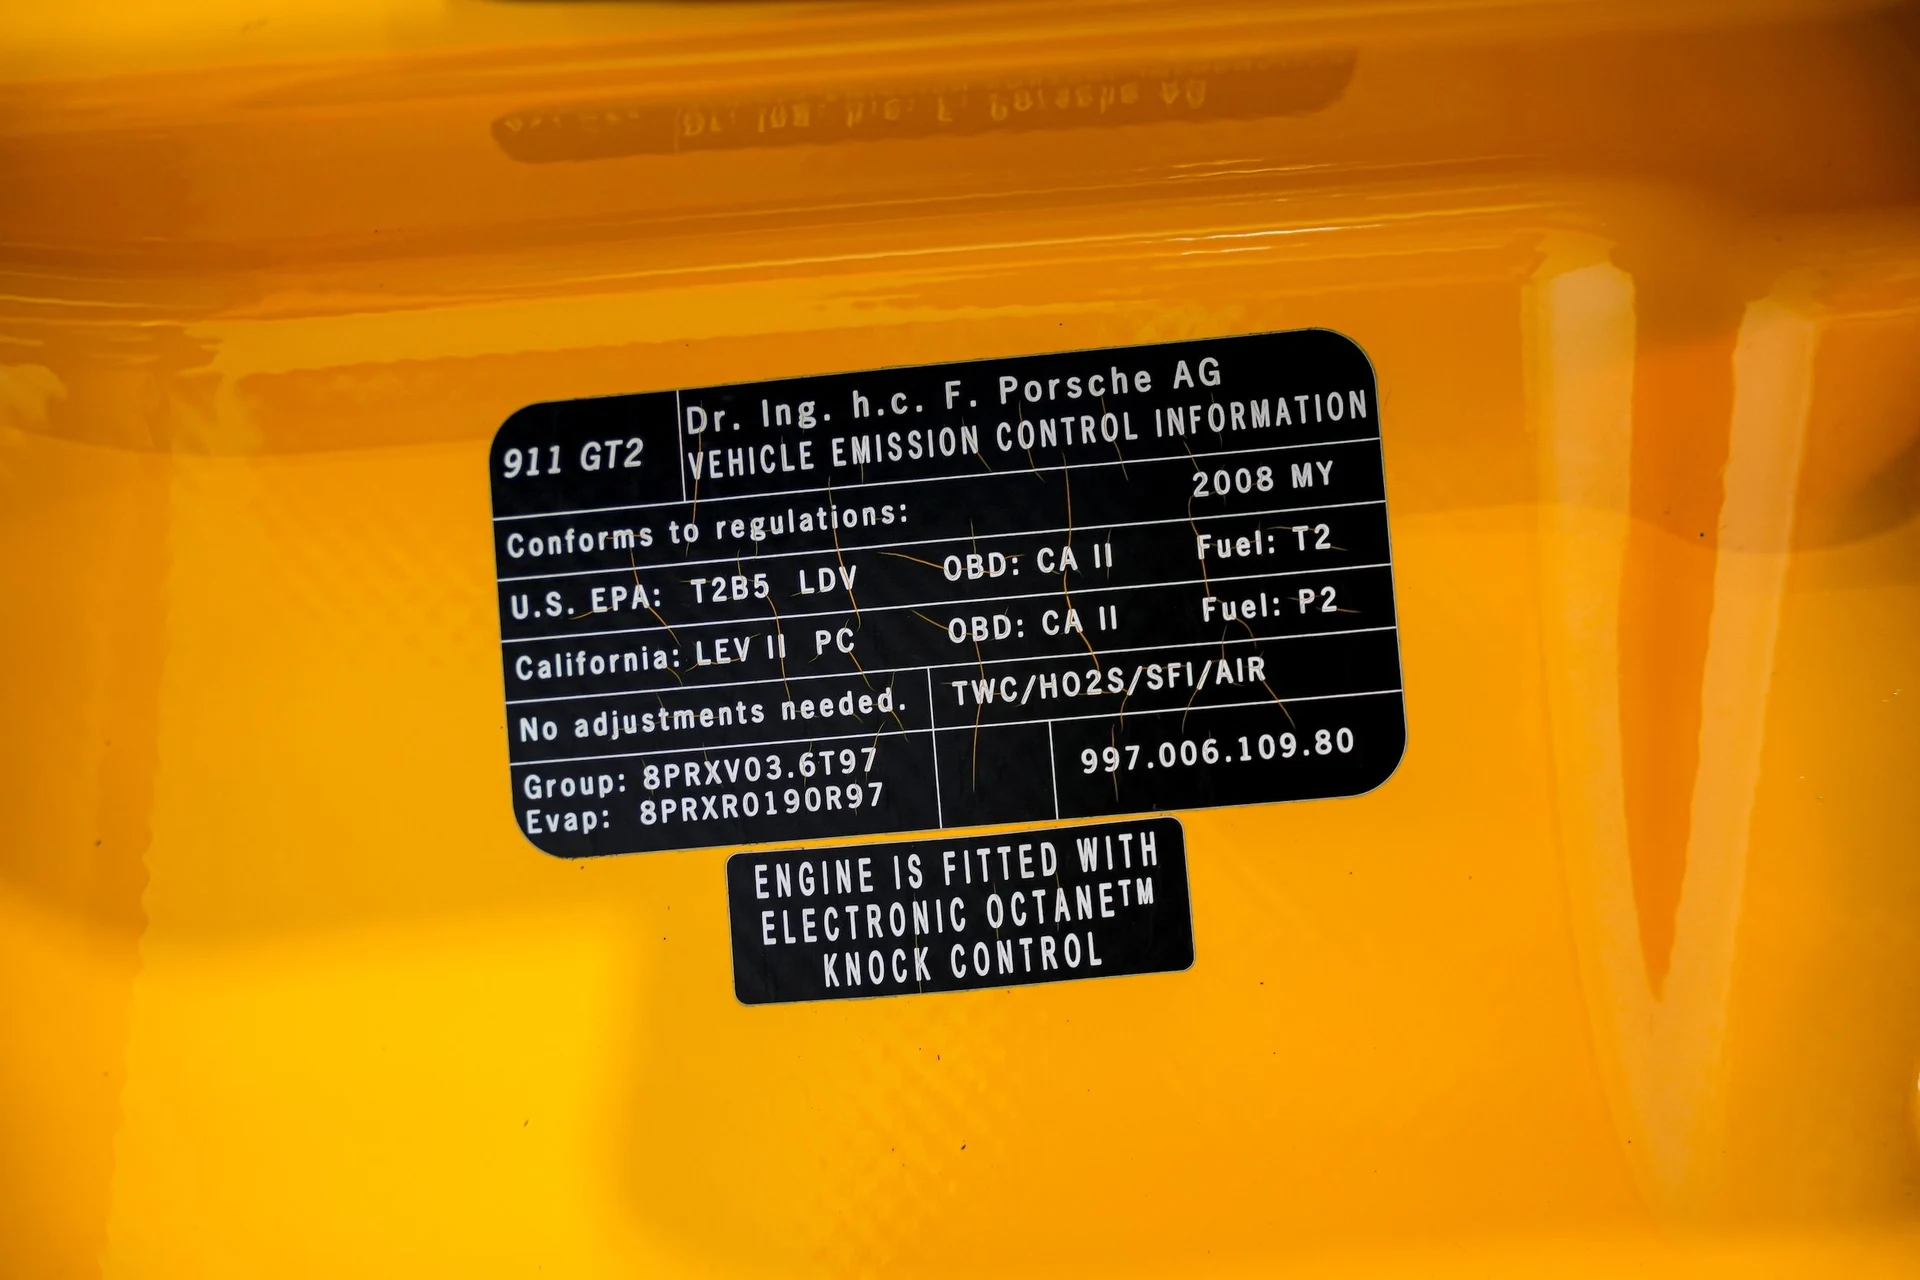 911 GT2
Dr. Ing. h.c. F. Porsche AG
VEHICLE EMISSION CONTROL INFORMATION
Conforms to regulations: 2008 MY
U.S. EPA: T2B5 LDV OBD: CA II Fuel: T2
California: LEV II PC OBD: CA II Fuel: P2
No adjustments needed. TWC/HO2S/SFI/AIR
Group: 8PRXV03.6T97
Evap: 8PRXR0190R97
997.006.109.80
ENGINE IS FITTED WITH
ELECTRONIC OCTANE™
KNOCK CONTROL